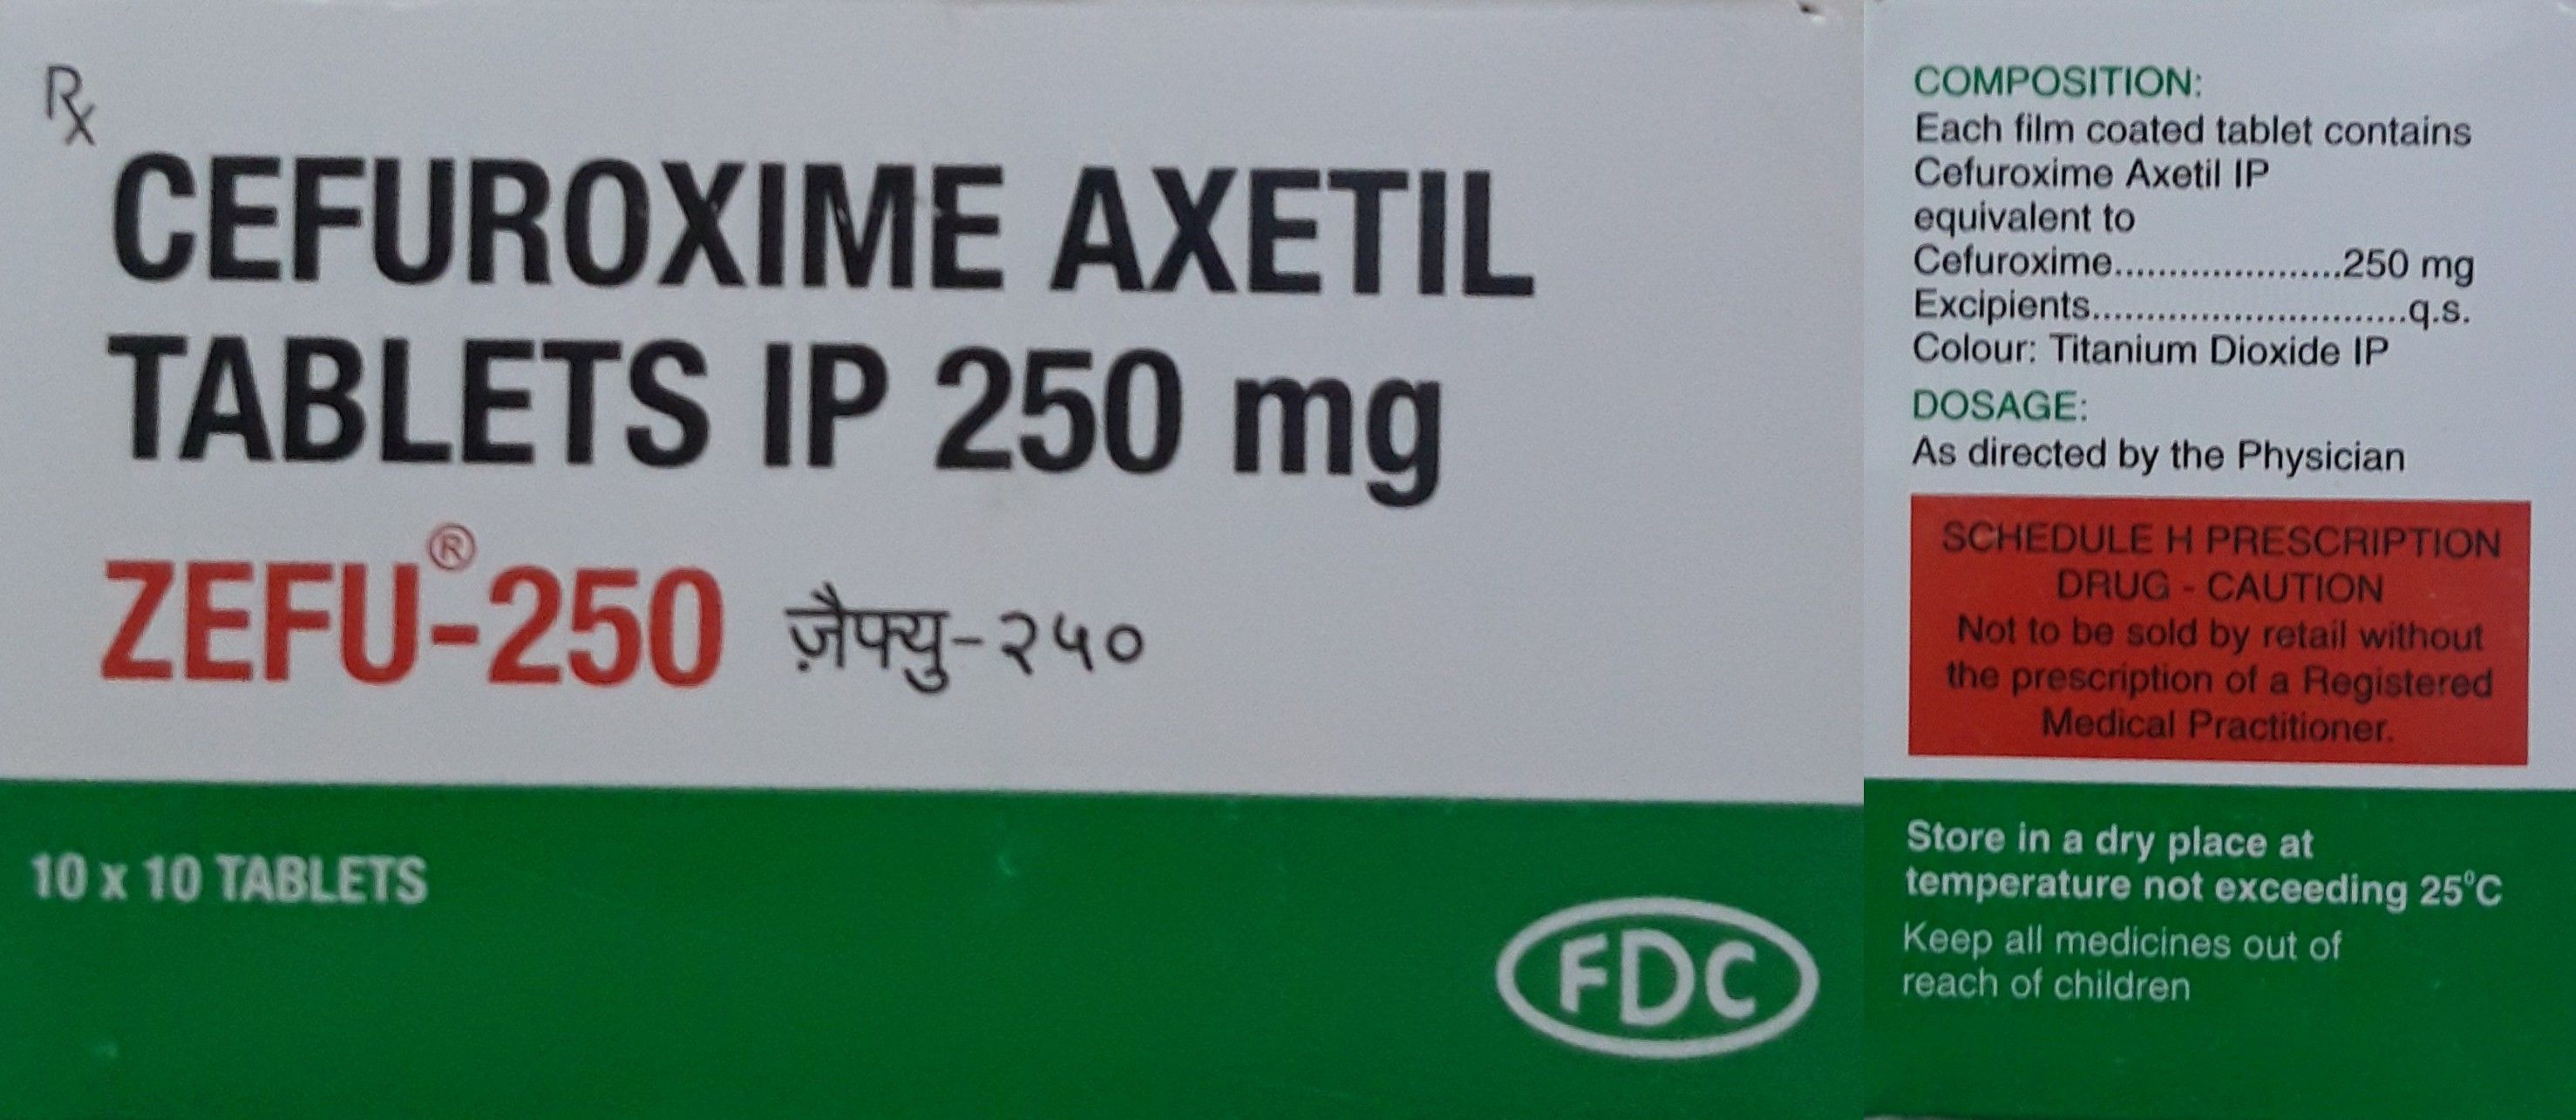 Rx
CEFUROXIME AXETIL
TABLETS IP 250 mg
ZEFU®-250 ज़ैफ्यु-२५०
10 x 10 TABLETS
FDC
COMPOSITION:
Each film coated tablet contains
Cefuroxime Axetil IP
equivalent to
Cefuroxime.....................250 mg
Excipients.............................q.s.
Colour: Titanium Dioxide IP
DOSAGE:
As directed by the Physician
SCHEDULE H PRESCRIPTION
DRUG - CAUTION
Not to be sold by retail without
the prescription of a Registered
Medical Practitioner.
Store in a dry place at
temperature not exceeding 25°C
Keep all medicines out of
reach of children